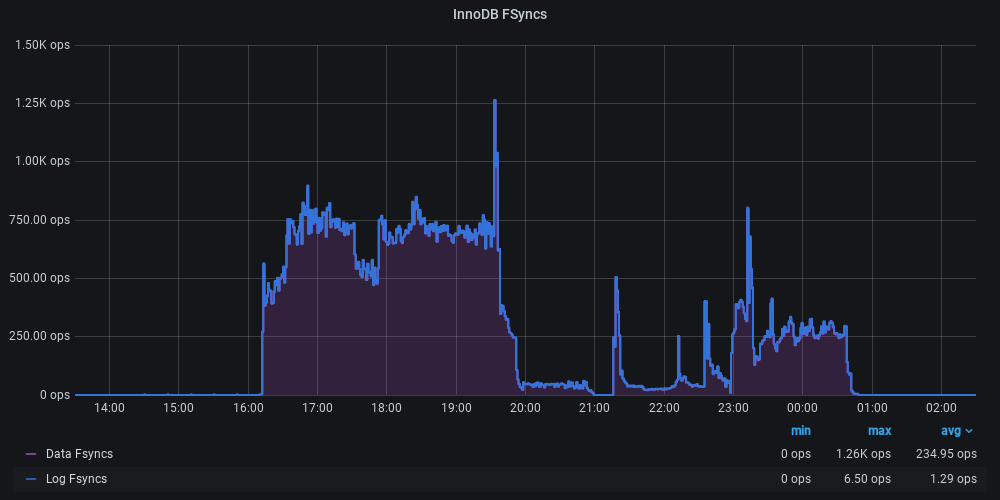 InnoDB FSyncs
1.50K ops
1.25K ops
1.00K ops
750.00 ops
500.00 ops
250.00 ops
0 ops
14:00 15:00 16:00 17:00 18:00 19:00 20:00 21:00 22:00 23:00 00:00 01:00 02:00
min max avg
Data Fsyncs 0 ops 1.26K ops 234.95 ops
Log Fsyncs 0 ops 6.50 ops 1.29 ops